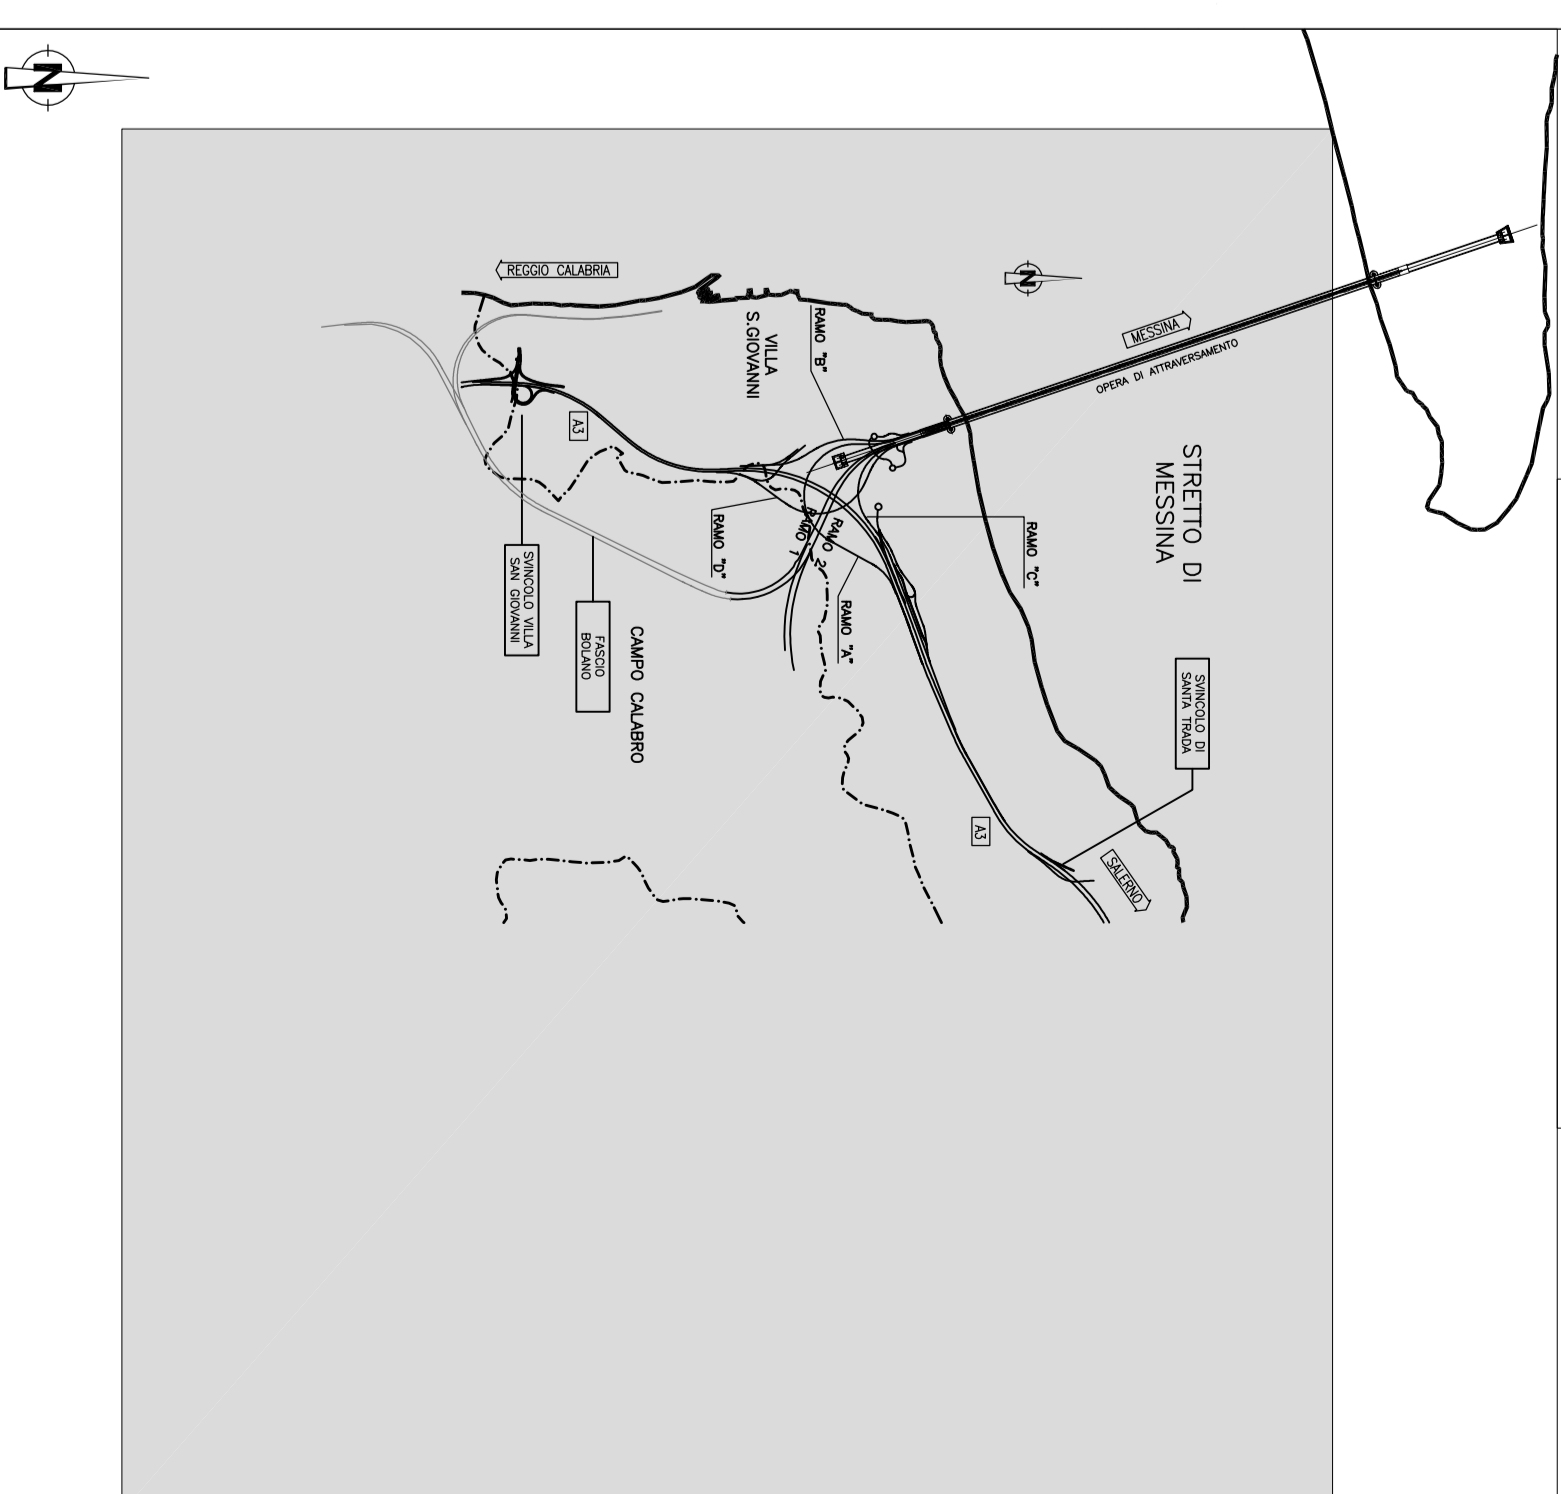 N
REGGIO CALABRIA
N
MESSINA
OPERA DI ATTRAVERSAMENTO
VILLA
S.GIOVANNI
RAMO "B"
A3
STRETTO DI
MESSINA
RAMO "D"
RAMO 1
RAMO 2
RAMO "C"
RAMO "A"
SVINCOLO VILLA
SAN GIOVANNI
FASCIO
BOLANO
CAMPO CALABRO
SVINCOLO DI
SANTA TRADA
A3
SALERNO